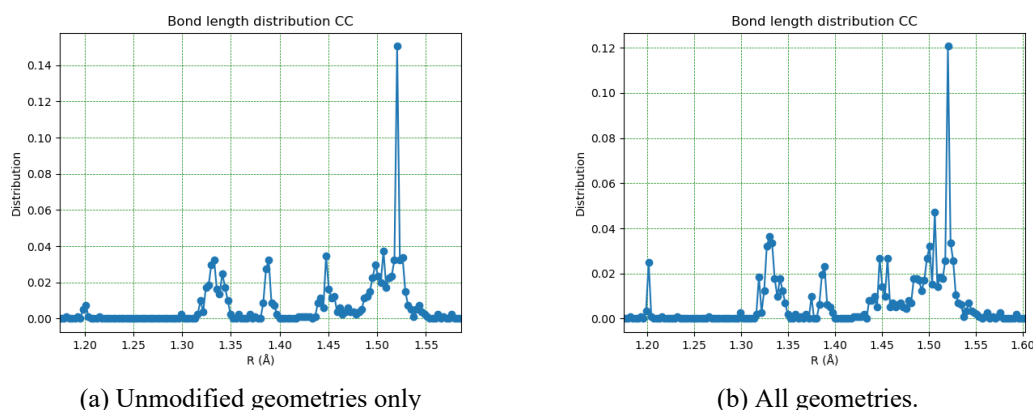 Bond length distribution CC
0.14
0.12
0.10
0.08
0.06
0.04
0.02
0.00
Distribution
1.20 1.25 1.30 1.35 1.40 1.45 1.50 1.55
R (Å)
(a) Unmodified geometries only
Bond length distribution CC
0.12
0.10
0.08
0.06
0.04
0.02
0.00
Distribution
1.20 1.25 1.30 1.35 1.40 1.45 1.50 1.55 1.60
R (Å)
(b) All geometries.